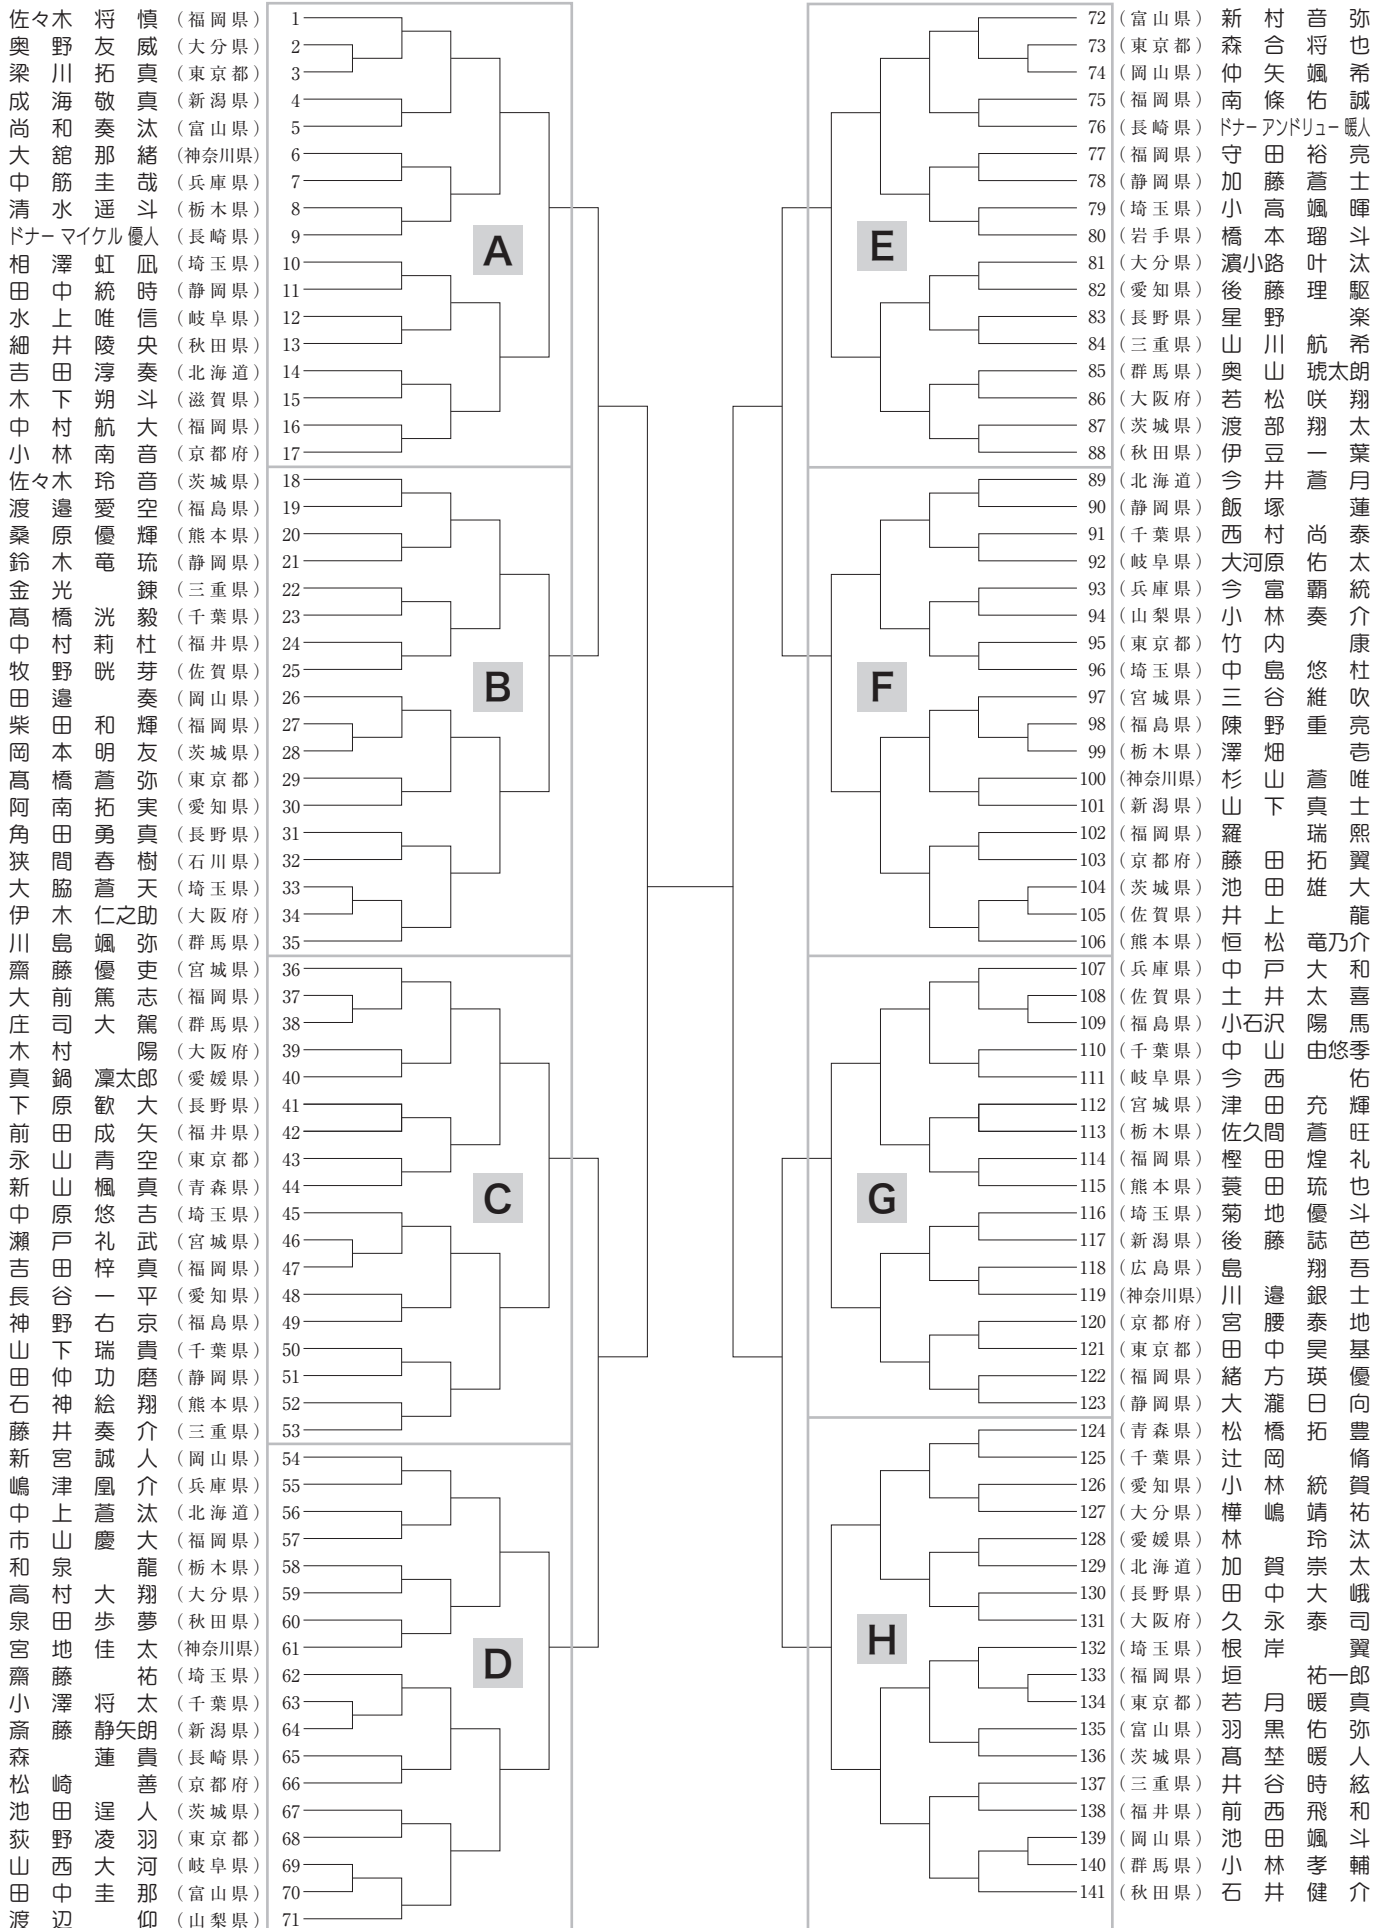 佐々木 将慎 (福岡県) 1
奥野友威 (大分県) 2
梁川拓真 (東京都) 3
成海敬真 (新潟県) 4
尚和奏汰 (富山県) 5
大舘那緒 (神奈川県) 6
中筋圭哉 (兵庫県) 7
清水遥斗 (栃木県) 8
ドナー マイケル 優人 (長崎県) 9
相澤虹凪 (埼玉県) 10
田中統時 (静岡県) 11
水上唯信 (岐阜県) 12
細井陵央 (秋田県) 13
吉田淳奏 (北海道) 14
木下朔斗 (滋賀県) 15
中村航大 (福岡県) 16
小林南音 (京都府) 17
A
佐々木 玲音 (茨城県) 18
渡邉愛空 (福島県) 19
桑原優輝 (熊本県) 20
鈴木竜琉 (静岡県) 21
金光 錬 (三重県) 22
髙橋洸毅 (千葉県) 23
中村莉杜 (福井県) 24
牧野晄芽 (佐賀県) 25
田邉 奏 (岡山県) 26
柴田和輝 (福岡県) 27
岡本明友 (茨城県) 28
髙橋蒼弥 (東京都) 29
阿南拓実 (愛知県) 30
角田勇真 (長野県) 31
狭間春樹 (石川県) 32
大脇蒼天 (埼玉県) 33
伊木 仁之助 (大阪府) 34
川島颯弥 (群馬県) 35
B
齋藤優吏 (宮城県) 36
大前篤志 (福岡県) 37
庄司大駕 (群馬県) 38
木村 陽 (大阪府) 39
真鍋 凜太郎 (愛媛県) 40
下原歓大 (長野県) 41
前田成矢 (福井県) 42
永山青空 (東京都) 43
新山楓真 (青森県) 44
中原悠吉 (埼玉県) 45
瀬戸礼武 (宮城県) 46
吉田梓真 (福岡県) 47
長谷一平 (愛知県) 48
神野右京 (福島県) 49
山下瑞貴 (千葉県) 50
田仲功磨 (静岡県) 51
石神絵翔 (熊本県) 52
藤井奏介 (三重県) 53
C
新宮誠人 (岡山県) 54
嶋津凰介 (兵庫県) 55
中上蒼汰 (北海道) 56
市山慶大 (福岡県) 57
和泉 龍 (栃木県) 58
高村大翔 (大分県) 59
泉田歩夢 (秋田県) 60
宮地佳太 (神奈川県) 61
齋藤 祐 (埼玉県) 62
小澤将太 (千葉県) 63
斎藤 静矢朗 (新潟県) 64
森 蓮貴 (長崎県) 65
松崎 善 (京都府) 66
池田逞人 (茨城県) 67
荻野凌羽 (東京都) 68
山西大河 (岐阜県) 69
田中圭那 (富山県) 70
渡辺 仰 (山梨県) 71
D
72 (富山県) 新村音弥
73 (東京都) 森合将也
74 (岡山県) 仲矢颯希
75 (福岡県) 南條佑誠
76 (長崎県) ドナー アンドリュー 暖人
77 (福岡県) 守田裕亮
78 (静岡県) 加藤蒼士
79 (埼玉県) 小高颯暉
80 (岩手県) 橋本瑠斗
81 (大分県) 濵小路 叶汰
82 (愛知県) 後藤理駆
83 (長野県) 星野 楽
84 (三重県) 山川航希
85 (群馬県) 奥山 琥太朗
86 (大阪府) 若松咲翔
87 (茨城県) 渡部翔太
88 (秋田県) 伊豆一葉
E
89 (北海道) 今井蒼月
90 (静岡県) 飯塚 蓮
91 (千葉県) 西村尚泰
92 (岐阜県) 大河原 佑太
93 (兵庫県) 今富覇統
94 (山梨県) 小林奏介
95 (東京都) 竹内 康
96 (埼玉県) 中島悠杜
97 (宮城県) 三谷維吹
98 (福島県) 陳野重亮
99 (栃木県) 澤畑 壱
100 (神奈川県) 杉山蒼唯
101 (新潟県) 山下真士
102 (福岡県) 羅 瑞熙
103 (京都府) 藤田拓翼
104 (茨城県) 池田雄大
105 (佐賀県) 井上 龍
106 (熊本県) 恒松 竜乃介
F
107 (兵庫県) 中戸大和
108 (佐賀県) 土井太喜
109 (福島県) 小石沢 陽馬
110 (千葉県) 中山 由悠季
111 (岐阜県) 今西 佑
112 (宮城県) 津田充輝
113 (栃木県) 佐久間 蒼旺
114 (福岡県) 樫田煌礼
115 (熊本県) 蓑田琉也
116 (埼玉県) 菊地優斗
117 (新潟県) 後藤誌芭
118 (広島県) 島 翔吾
119 (神奈川県) 川邉銀士
120 (京都府) 宮腰泰地
121 (東京都) 田中昊基
122 (福岡県) 緒方瑛優
123 (静岡県) 大瀧日向
G
124 (青森県) 松橋拓豊
125 (千葉県) 辻岡 脩
126 (愛知県) 小林統賀
127 (大分県) 樺嶋靖祐
128 (愛媛県) 林 玲汰
129 (北海道) 加賀崇太
130 (長野県) 田中大峨
131 (大阪府) 久永泰司
132 (埼玉県) 根岸 翼
133 (福岡県) 垣 祐一郎
134 (東京都) 若月暖真
135 (富山県) 羽黒佑弥
136 (茨城県) 髙埜暖人
137 (三重県) 井谷時絃
138 (福井県) 前西飛和
139 (岡山県) 池田颯斗
140 (群馬県) 小林孝輔
141 (秋田県) 石井健介
H